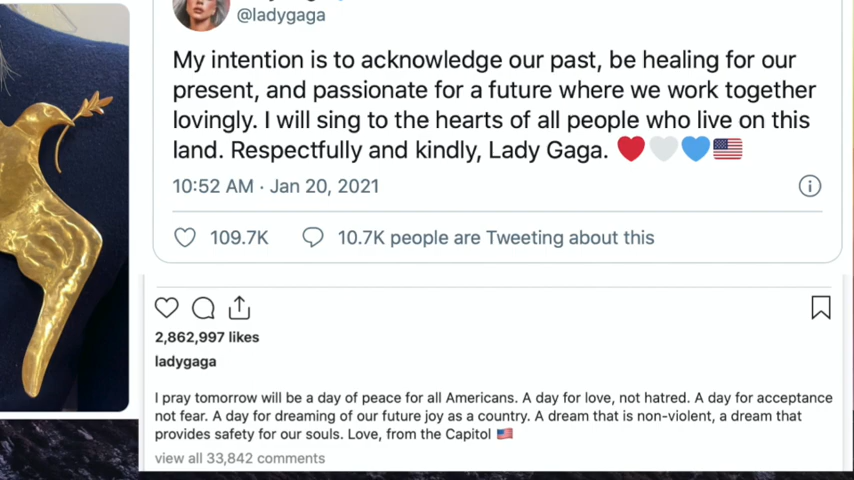 @ladygaga
My intention is to acknowledge our past, be healing for our
present, and passionate for a future where we work together
lovingly. I will sing to the hearts of all people who live on this
land. Respectfully and kindly, Lady Gaga. ❤️🤍💙🇺🇸
10:52 AM · Jan 20, 2021
109.7K 10.7K people are Tweeting about this
2,862,997 likes
ladygaga
I pray tomorrow will be a day of peace for all Americans. A day for love, not hatred. A day for acceptance
not fear. A day for dreaming of our future joy as a country. A dream that is non-violent, a dream that
provides safety for our souls. Love, from the Capitol 🇺🇸
view all 33,842 comments